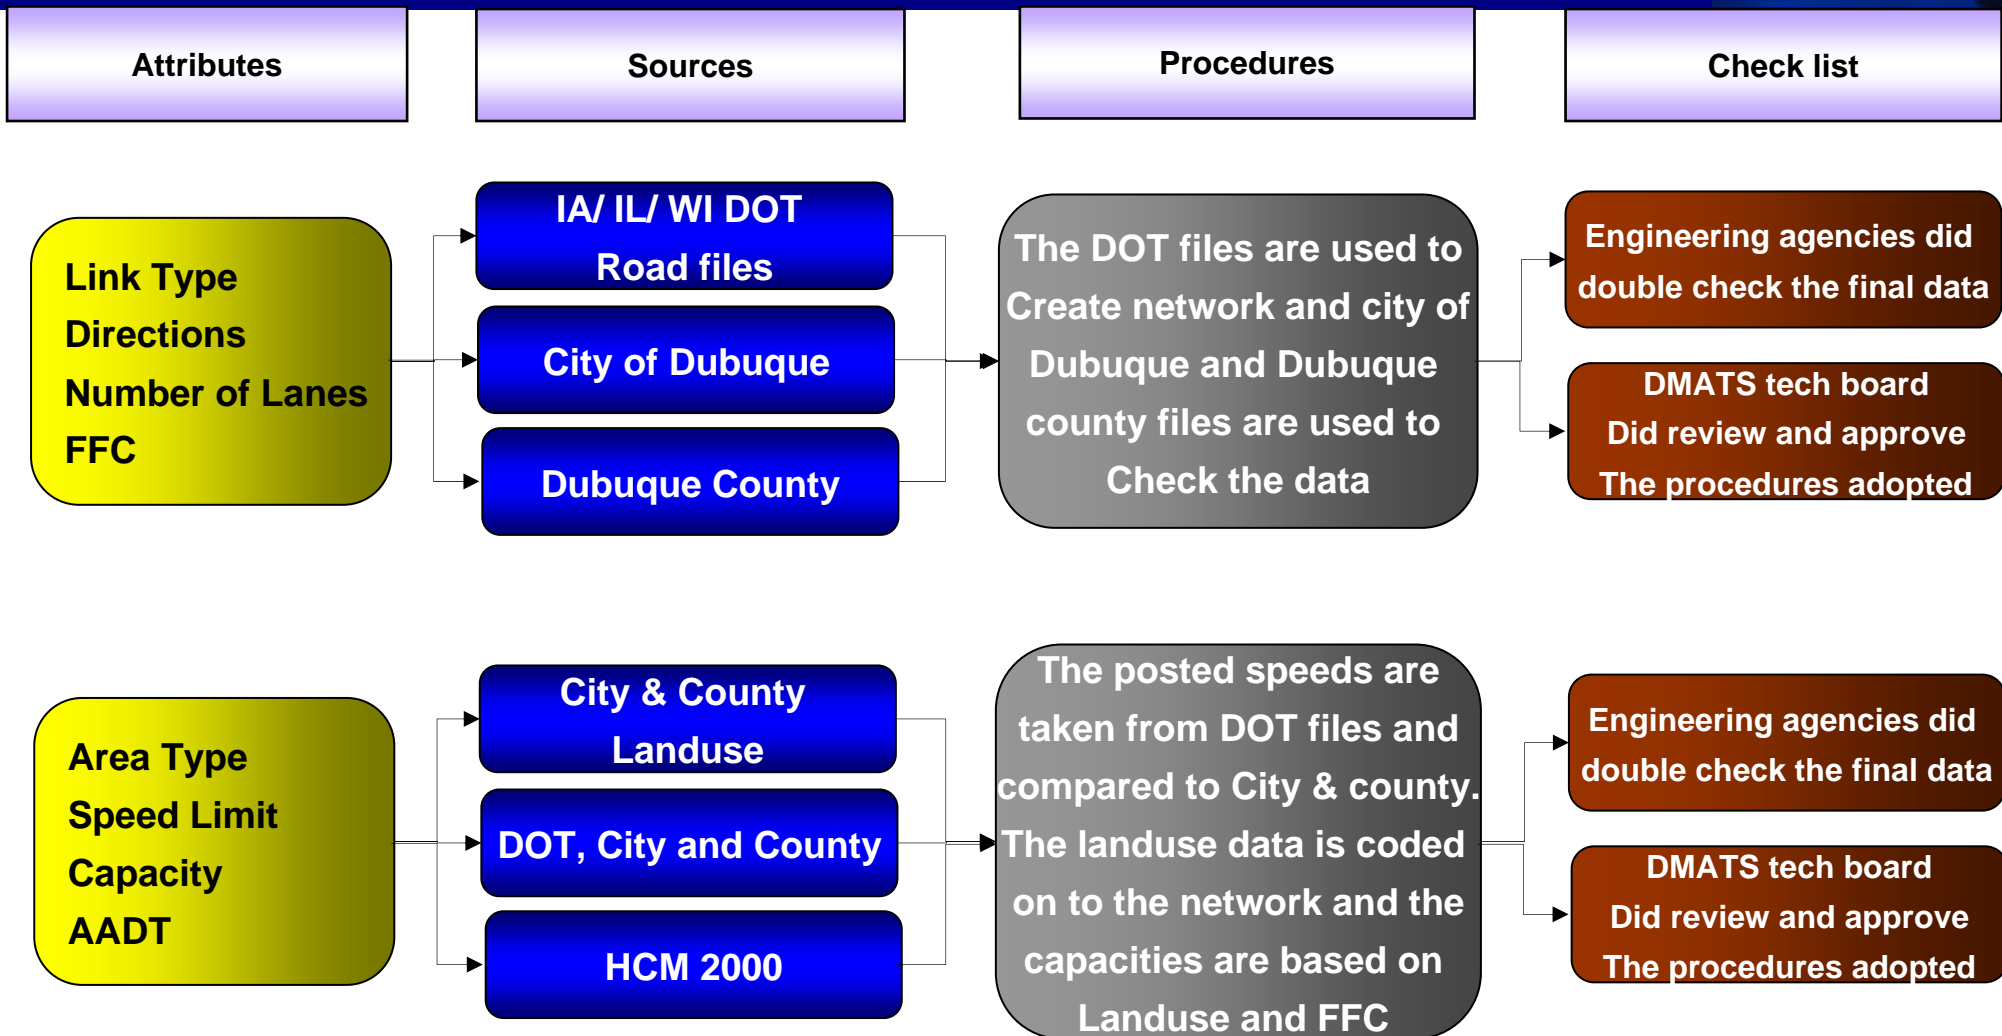 Attributes
Sources
Procedures
Check list
Link Type
Directions
Number of Lanes
FFC
IA/ IL/ WI DOT
Road files
City of Dubuque
Dubuque County
The DOT files are used to
Create network and city of
Dubuque and Dubuque
county files are used to
Check the data
Engineering agencies did
double check the final data
DMATS tech board
Did review and approve
The procedures adopted
Area Type
Speed Limit
Capacity
AADT
City & County
Landuse
DOT, City and County
HCM 2000
The posted speeds are
taken from DOT files and
compared to City & county.
The landuse data is coded
on to the network and the
capacities are based on
Landuse and FFC
Engineering agencies did
double check the final data
DMATS tech board
Did review and approve
The procedures adopted